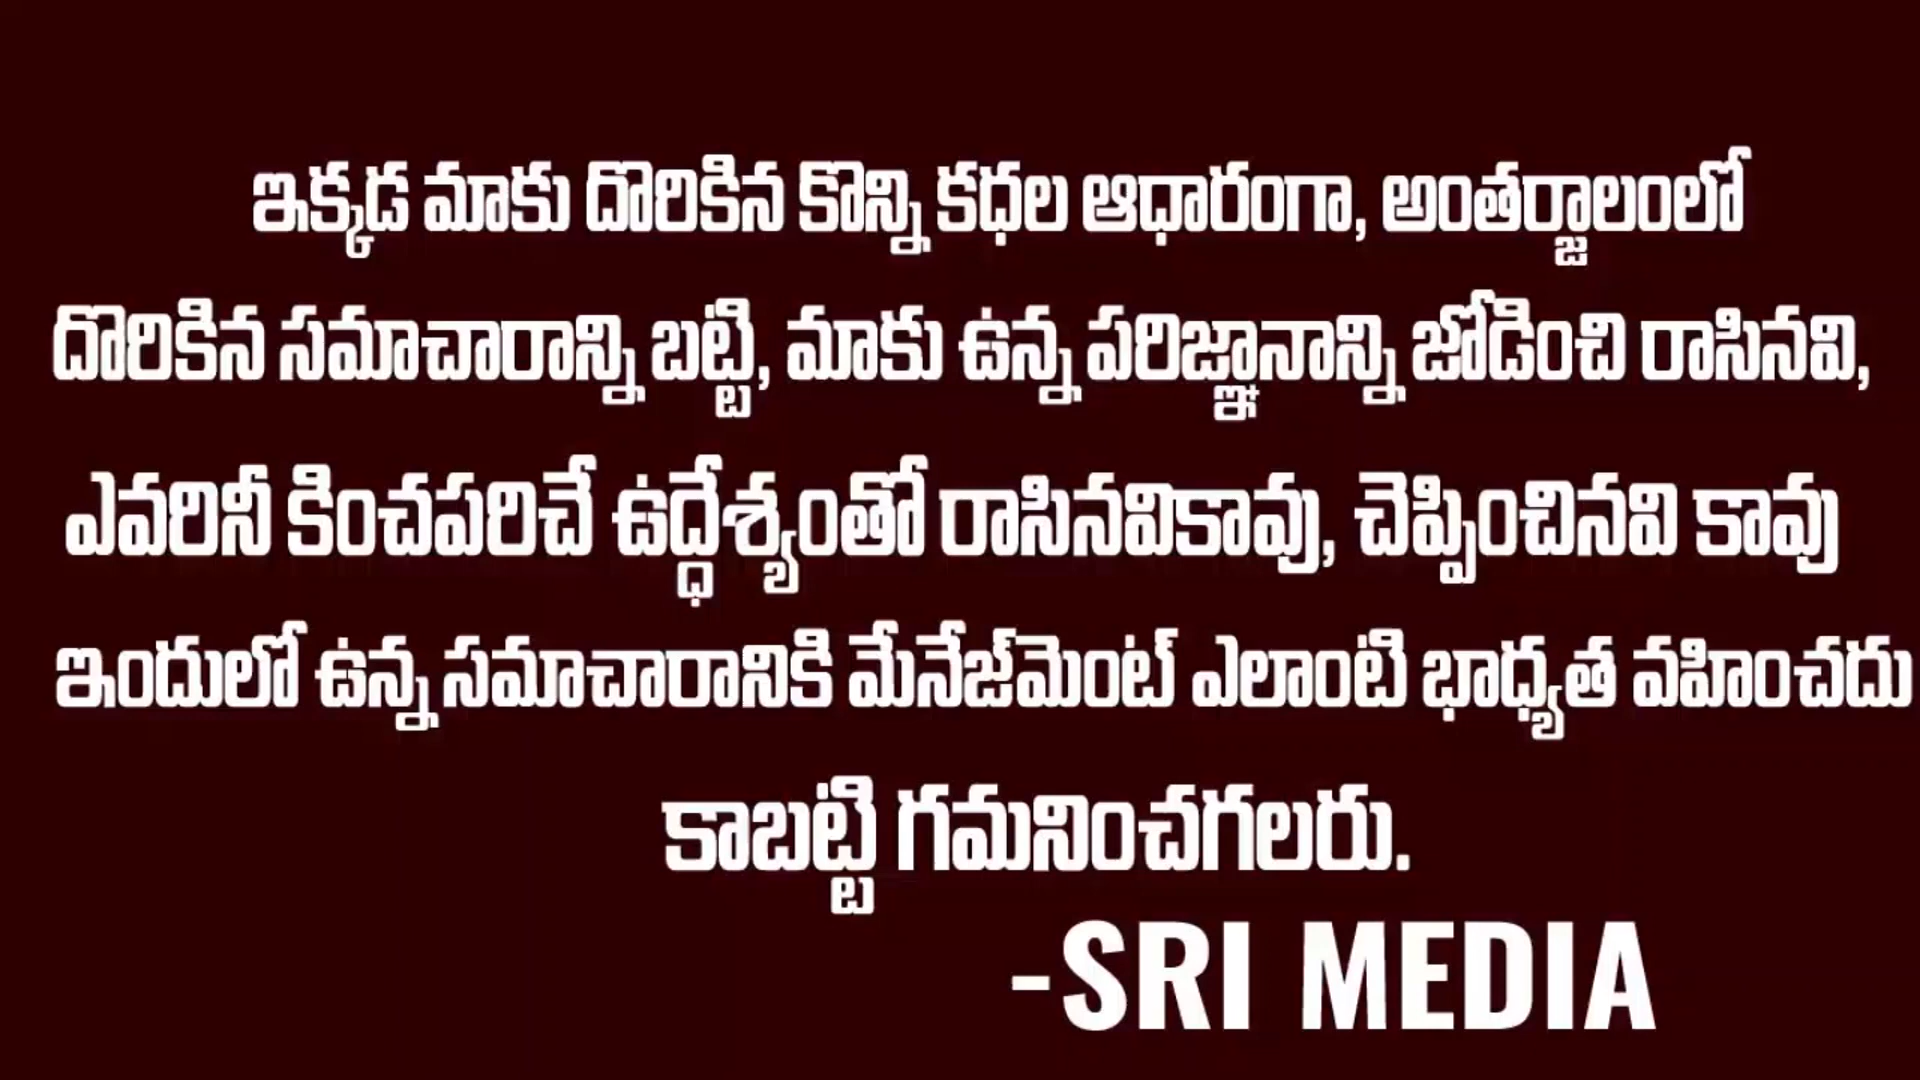 ఇక్కడ మాకు దొరికిన కొన్ని కధల ఆధారంగా, అంతర్జాలంలో
దొరికిన సమాచారాన్ని బట్టి, మాకు ఉన్న పరిజ్ఞానాన్ని జోడించి రాసినవి,
ఎవరినీ కించపరిచే ఉద్ధేశ్యంతో రాసినవికావు, చెప్పించినవి కావు
ఇందులో ఉన్న సమాచారానికి మేనేజ్‌మెంట్ ఎలాంటి భాధ్యత వహించదు
కాబట్టి గమనించగలరు.
-SRI MEDIA